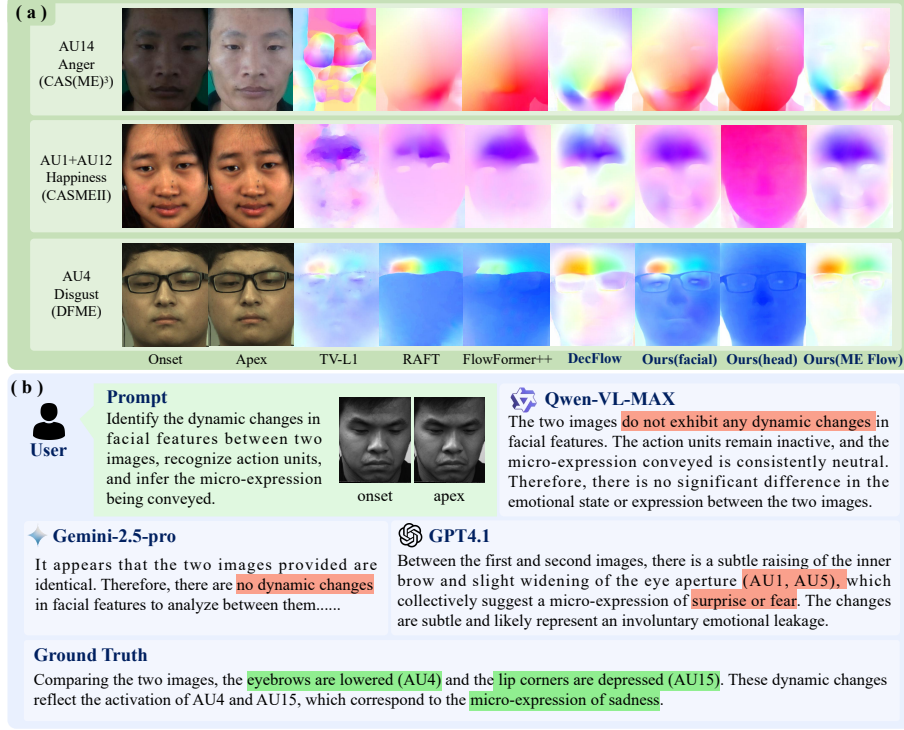 ( a )
AU14
Anger
(CAS(ME)³)
AU1+AU12
Happiness
(CASMEII)
AU4
Disgust
(DFME)
Onset Apex TV-L1 RAFT FlowFormer++ DecFlow Ours(facial) Ours(head) Ours(ME Flow)
( b )
User
Prompt
Identify the dynamic changes in
facial features between two
images, recognize action units,
and infer the micro-expression
being conveyed.
onset apex
Qwen-VL-MAX
The two images do not exhibit any dynamic changes in
facial features. The action units remain inactive, and the
micro-expression conveyed is consistently neutral.
Therefore, there is no significant difference in the
emotional state or expression between the two images.
Gemini-2.5-pro
It appears that the two images provided are
identical. Therefore, there are no dynamic changes
in facial features to analyze between them......
GPT4.1
Between the first and second images, there is a subtle raising of the inner
brow and slight widening of the eye aperture (AU1, AU5), which
collectively suggest a micro-expression of surprise or fear. The changes
are subtle and likely represent an involuntary emotional leakage.
Ground Truth
Comparing the two images, the eyebrows are lowered (AU4) and the lip corners are depressed (AU15). These dynamic changes
reflect the activation of AU4 and AU15, which correspond to the micro-expression of sadness.